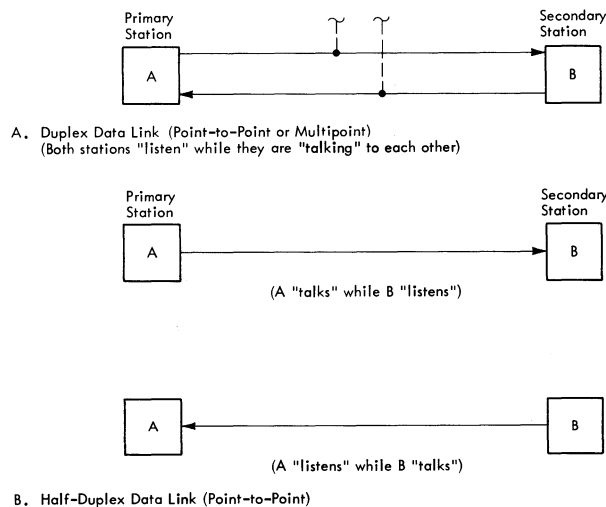 Primary
Station
Secondary
Station
A
B
A. Duplex Data Link (Point-to-Point or Multipoint)
(Both stations "listen" while they are "talking" to each other)
Primary
Station
Secondary
Station
A
B
(A "talks" while B "listens")
A
B
(A "listens" while B "talks")
B. Half-Duplex Data Link (Point-to-Point)